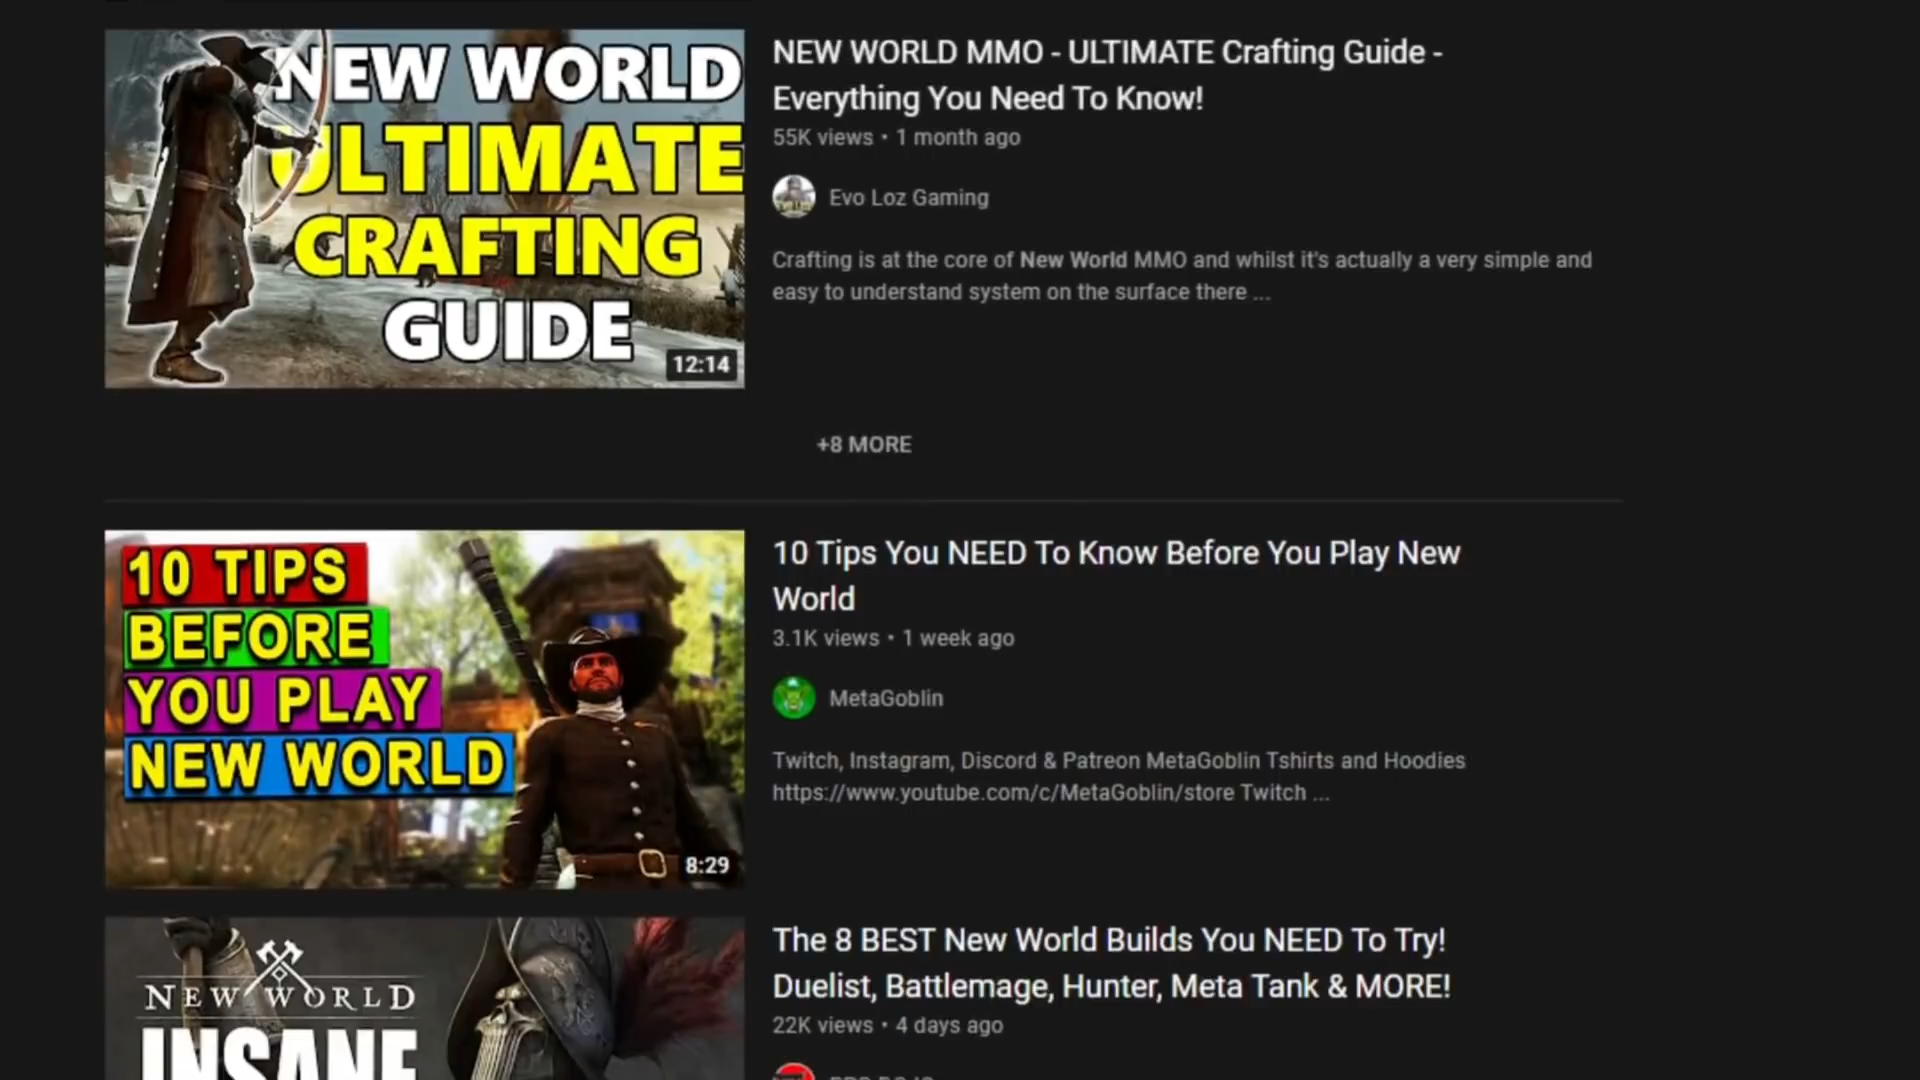 NEW WORLD
ULTIMATE
CRAFTING
GUIDE
12:14
NEW WORLD MMO - ULTIMATE Crafting Guide -
Everything You Need To Know!
55K views • 1 month ago
Evo Loz Gaming
Crafting is at the core of New World MMO and whilst it's actually a very simple and
easy to understand system on the surface there ...
+8 MORE
10 TIPS
BEFORE
YOU PLAY
NEW WORLD
8:29
10 Tips You NEED To Know Before You Play New
World
3.1K views • 1 week ago
MetaGoblin
Twitch, Instagram, Discord & Patreon MetaGoblin Tshirts and Hoodies
https://www.youtube.com/c/MetaGoblin/store Twitch ...
NEW WORLD
INSANE
The 8 BEST New World Builds You NEED To Try!
Duelist, Battlemage, Hunter, Meta Tank & MORE!
22K views • 4 days ago